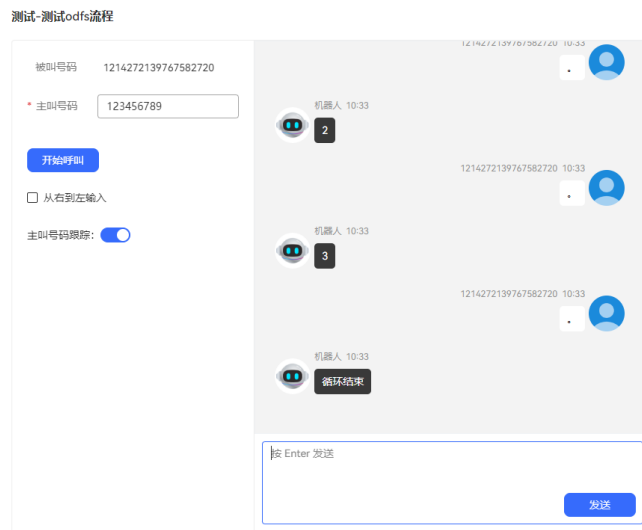 测试-测试odfs流程
被叫号码 1214272139767582720
* 主叫号码 123456789
开始呼叫
从右到左输入
主叫号码跟踪:
1214272139767582720 10:33
.
机器人 10:33
2
1214272139767582720 10:33
.
机器人 10:33
3
1214272139767582720 10:33
.
机器人 10:33
循环结束
按 Enter 发送
发送